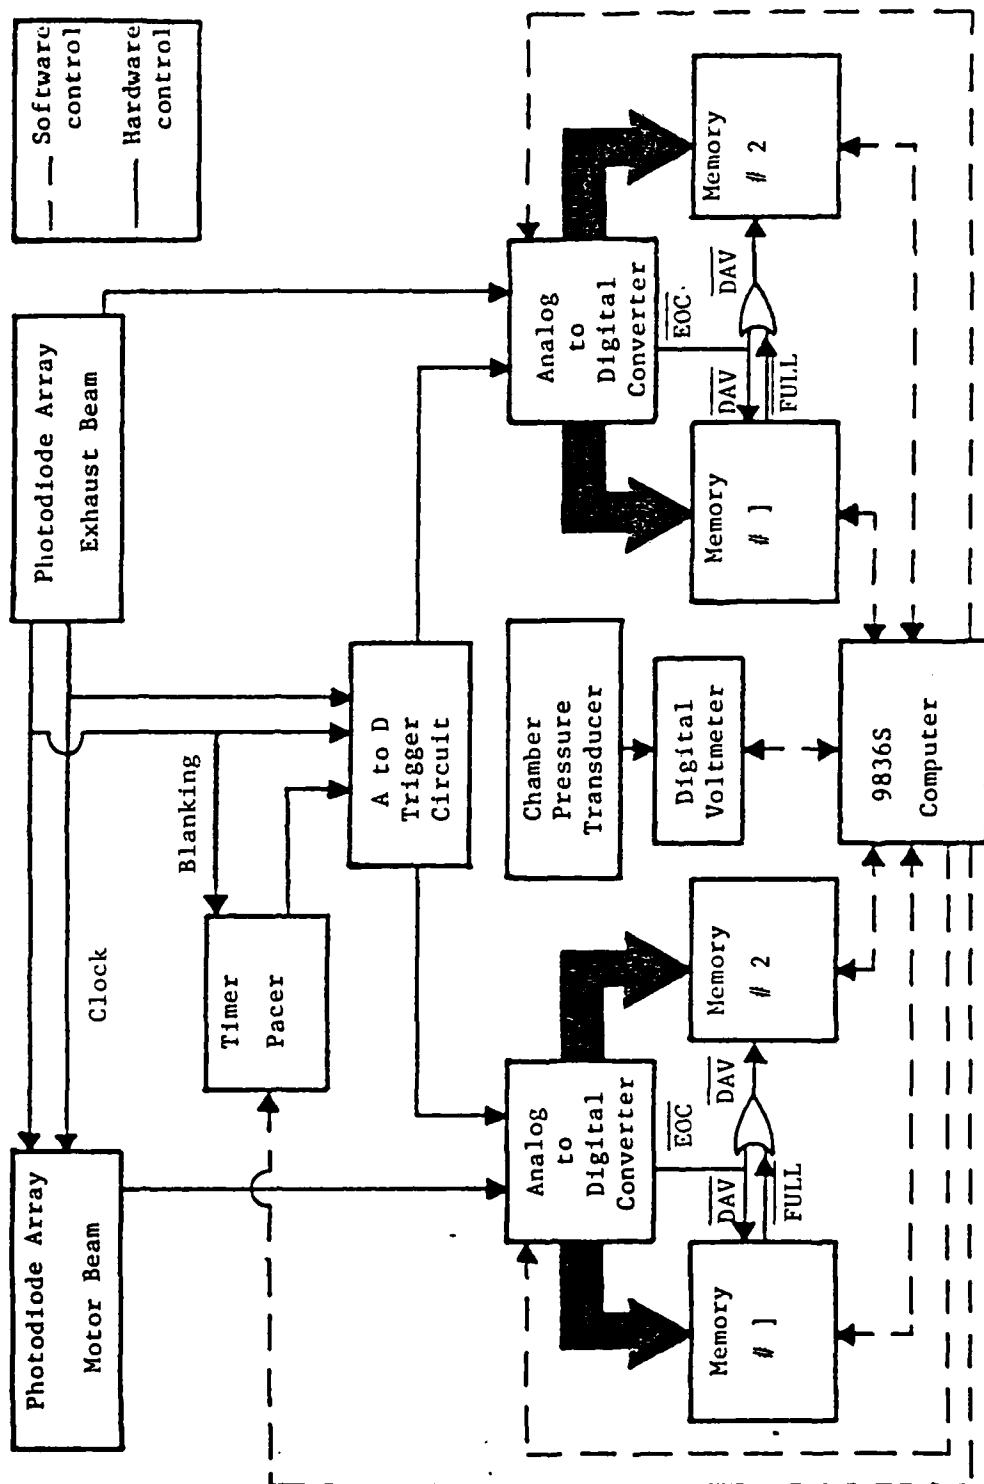 Photodiode Array
Motor Beam
Photodiode Array
Exhaust Beam
Software
control
Hardware
control
Clock
Blanking
Timer
Pacer
A to D
Trigger
Circuit
Analog
to
Digital
Converter
EOC
DAV
DAV
FULL
Memory
# 1
Memory
# 2
Chamber
Pressure
Transducer
Digital
Voltmeter
9836S
Computer
Analog
to
Digital
Converter
EOC
DAV
DAV
FULL
Memory
# 1
Memory
# 2